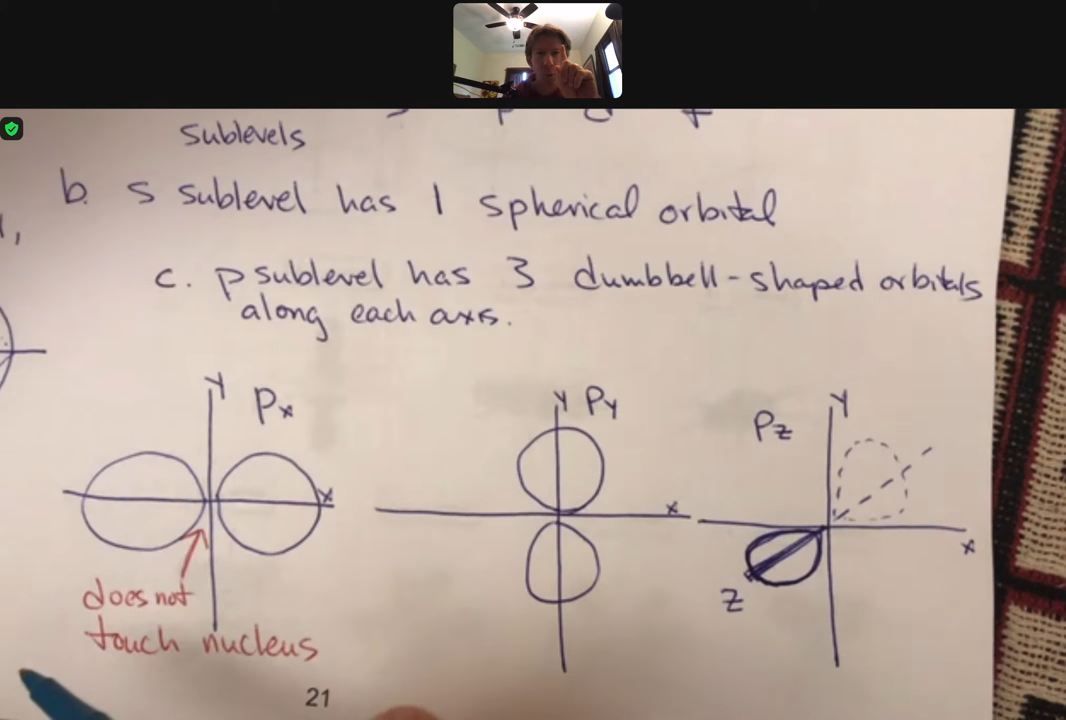 sublevels
b. s sublevel has 1 spherical orbital
c. p sublevel has 3 dumbbell-shaped orbitals
along each axis.
Y Px
X
Y Py
X
Pz Y
X
Z
does not
touch nucleus
21